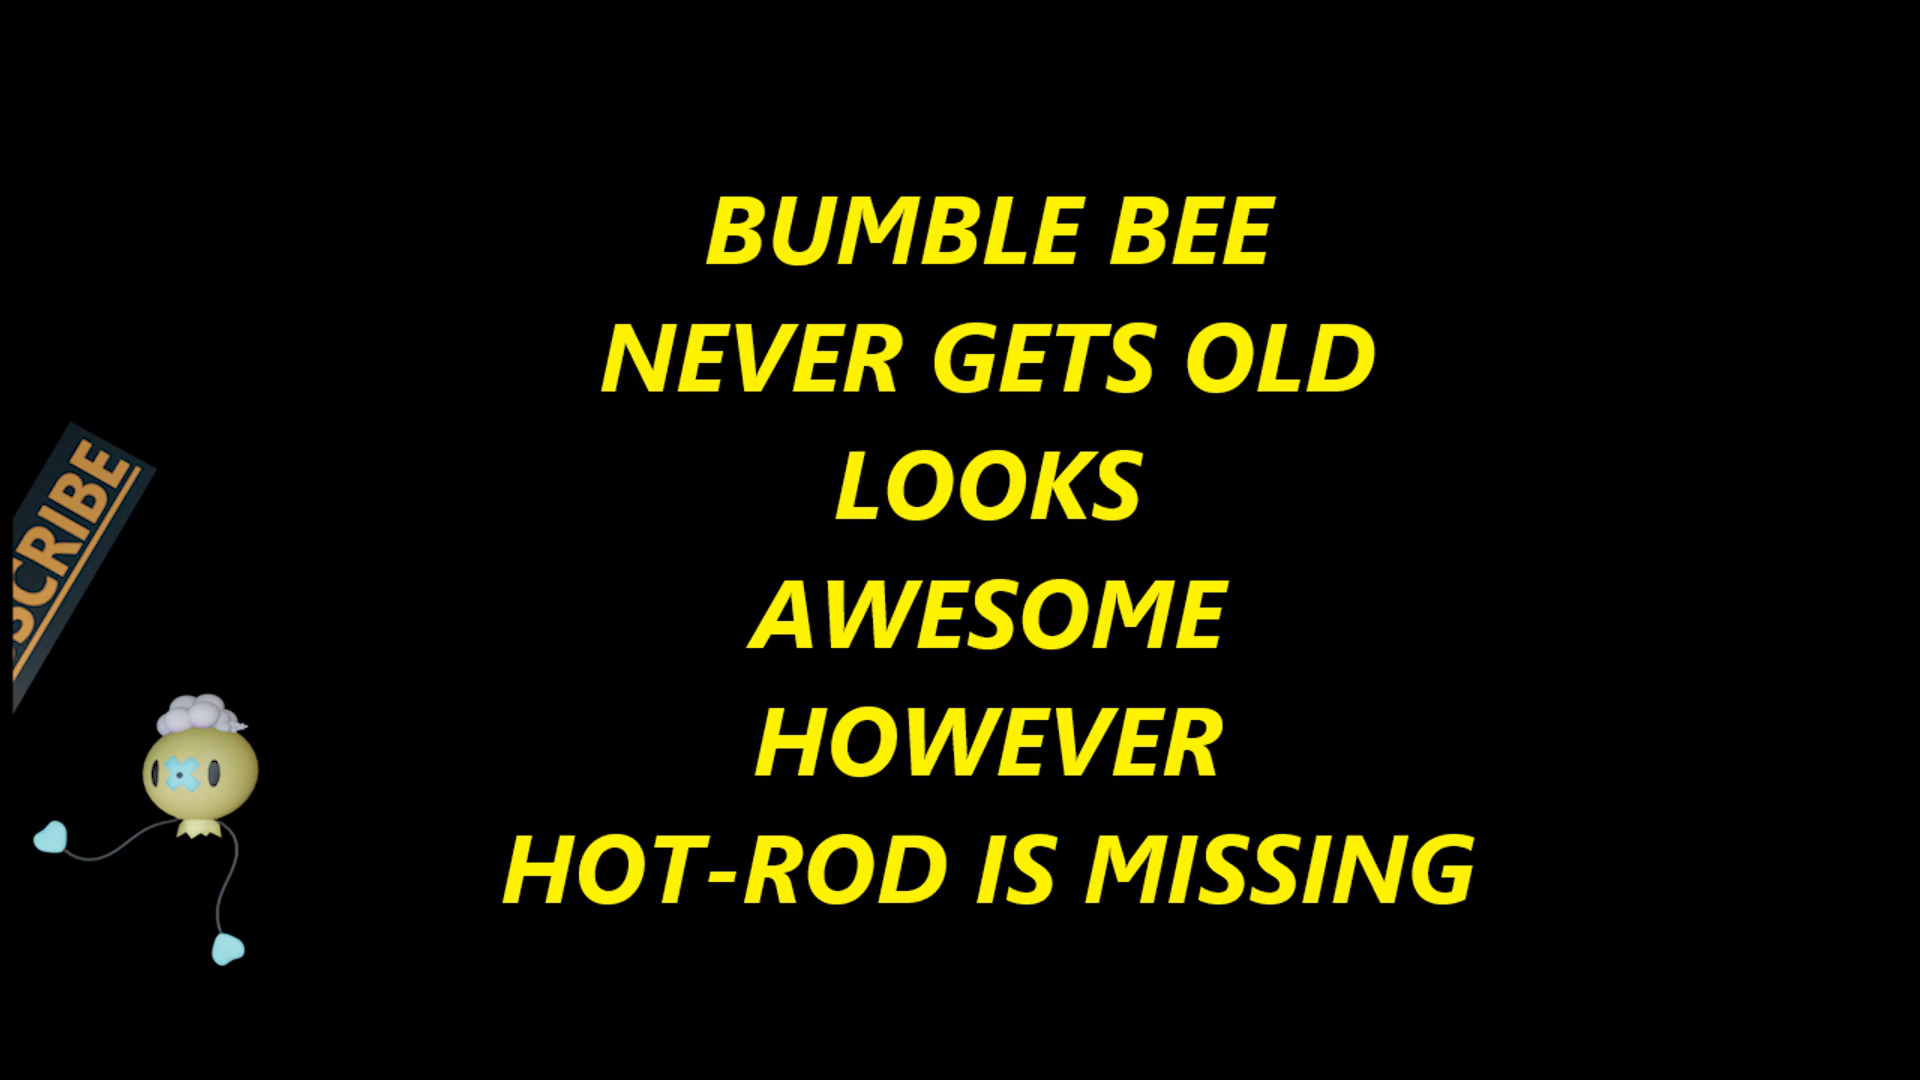 BUMBLE BEE
NEVER GETS OLD
LOOKS
AWESOME
HOWEVER
HOT-ROD IS MISSING
SCRIBE